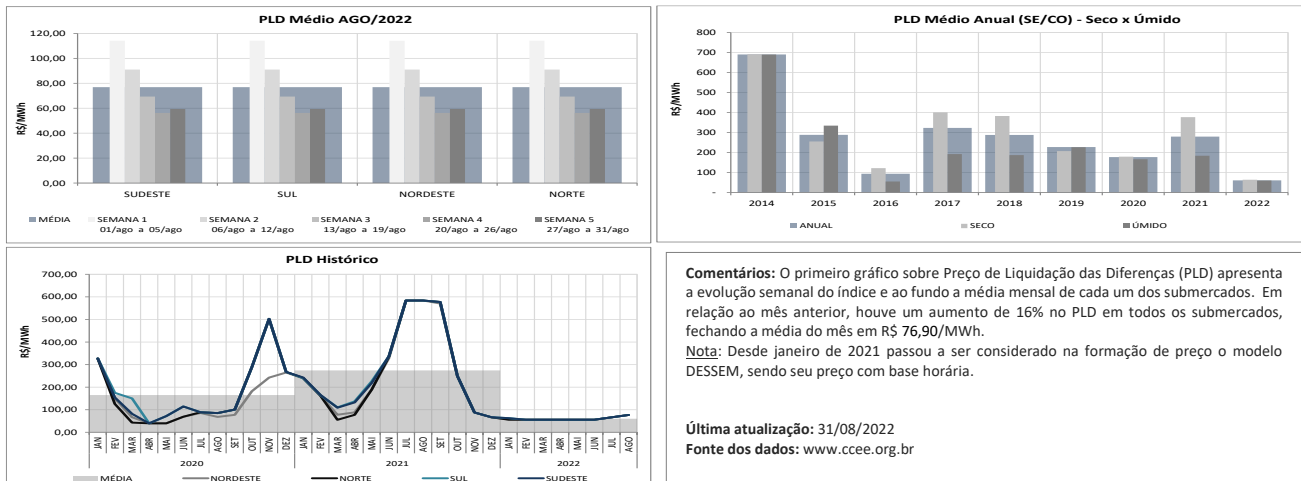 PLD Médio AGO/2022
R$/MWh
120,00
100,00
80,00
60,00
40,00
20,00
0,00
SUDESTE SUL NORDESTE NORTE
MÉDIA SEMANA 1 SEMANA 2 SEMANA 3 SEMANA 4 SEMANA 5
01/ago a 05/ago 06/ago a 12/ago 13/ago a 19/ago 20/ago a 26/ago 27/ago a 31/ago
PLD Médio Anual (SE/CO) - Seco x Úmido
R$/MWh
800
700
600
500
400
300
200
100
-
2014 2015 2016 2017 2018 2019 2020 2021 2022
ANUAL SECO ÚMIDO
PLD Histórico
R$/MWh
700,00
600,00
500,00
400,00
300,00
200,00
100,00
0,00
JAN FEV MAR ABR MAI JUN JUL AGO SET OUT NOV DEZ JAN FEV MAR ABR MAI JUN JUL AGO SET OUT NOV DEZ JAN FEV MAR ABR MAI JUN JUL AGO
2020 2021 2022
MÉDIA NORDESTE NORTE SUL SUDESTE
Comentários: O primeiro gráfico sobre Preço de Liquidação das Diferenças (PLD) apresenta
a evolução semanal do índice e ao fundo a média mensal de cada um dos submercados. Em
relação ao mês anterior, houve um aumento de 16% no PLD em todos os submercados,
fechando a média do mês em R$ 76,90/MWh.
Nota: Desde janeiro de 2021 passou a ser considerado na formação de preço o modelo
DESSEM, sendo seu preço com base horária.
Última atualização: 31/08/2022
Fonte dos dados: www.ccee.org.br